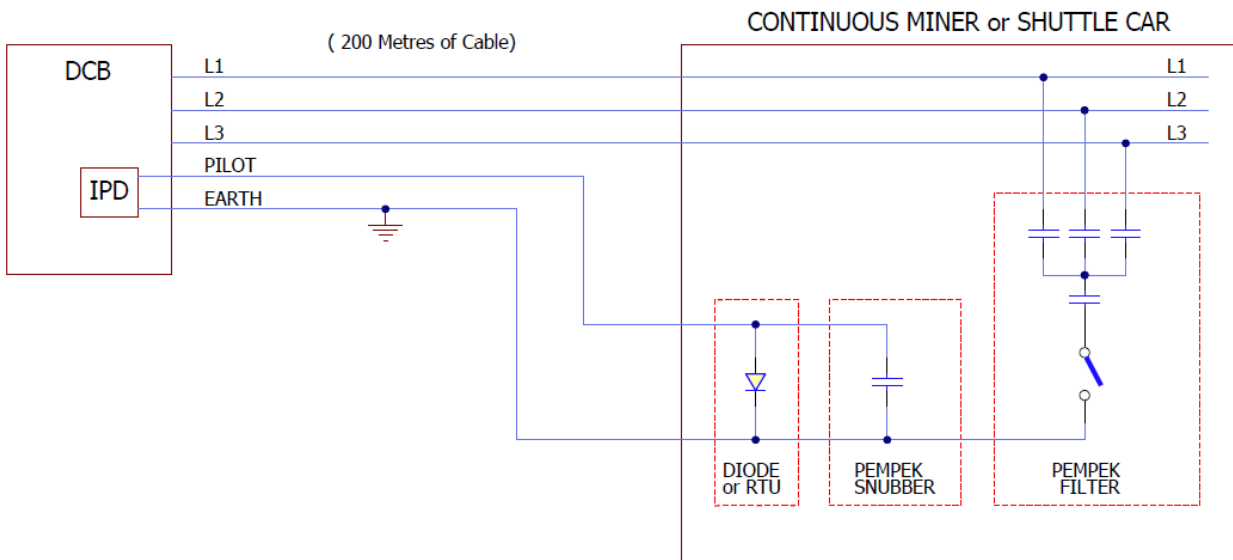 CONTINUOUS MINER or SHUTTLE CAR
( 200 Metres of Cable)
DCB
L1
L1
L2
L2
L3
L3
PILOT
IPD
EARTH
DIODE
or RTU
PEMPEK
SNUBBER
PEMPEK
FILTER